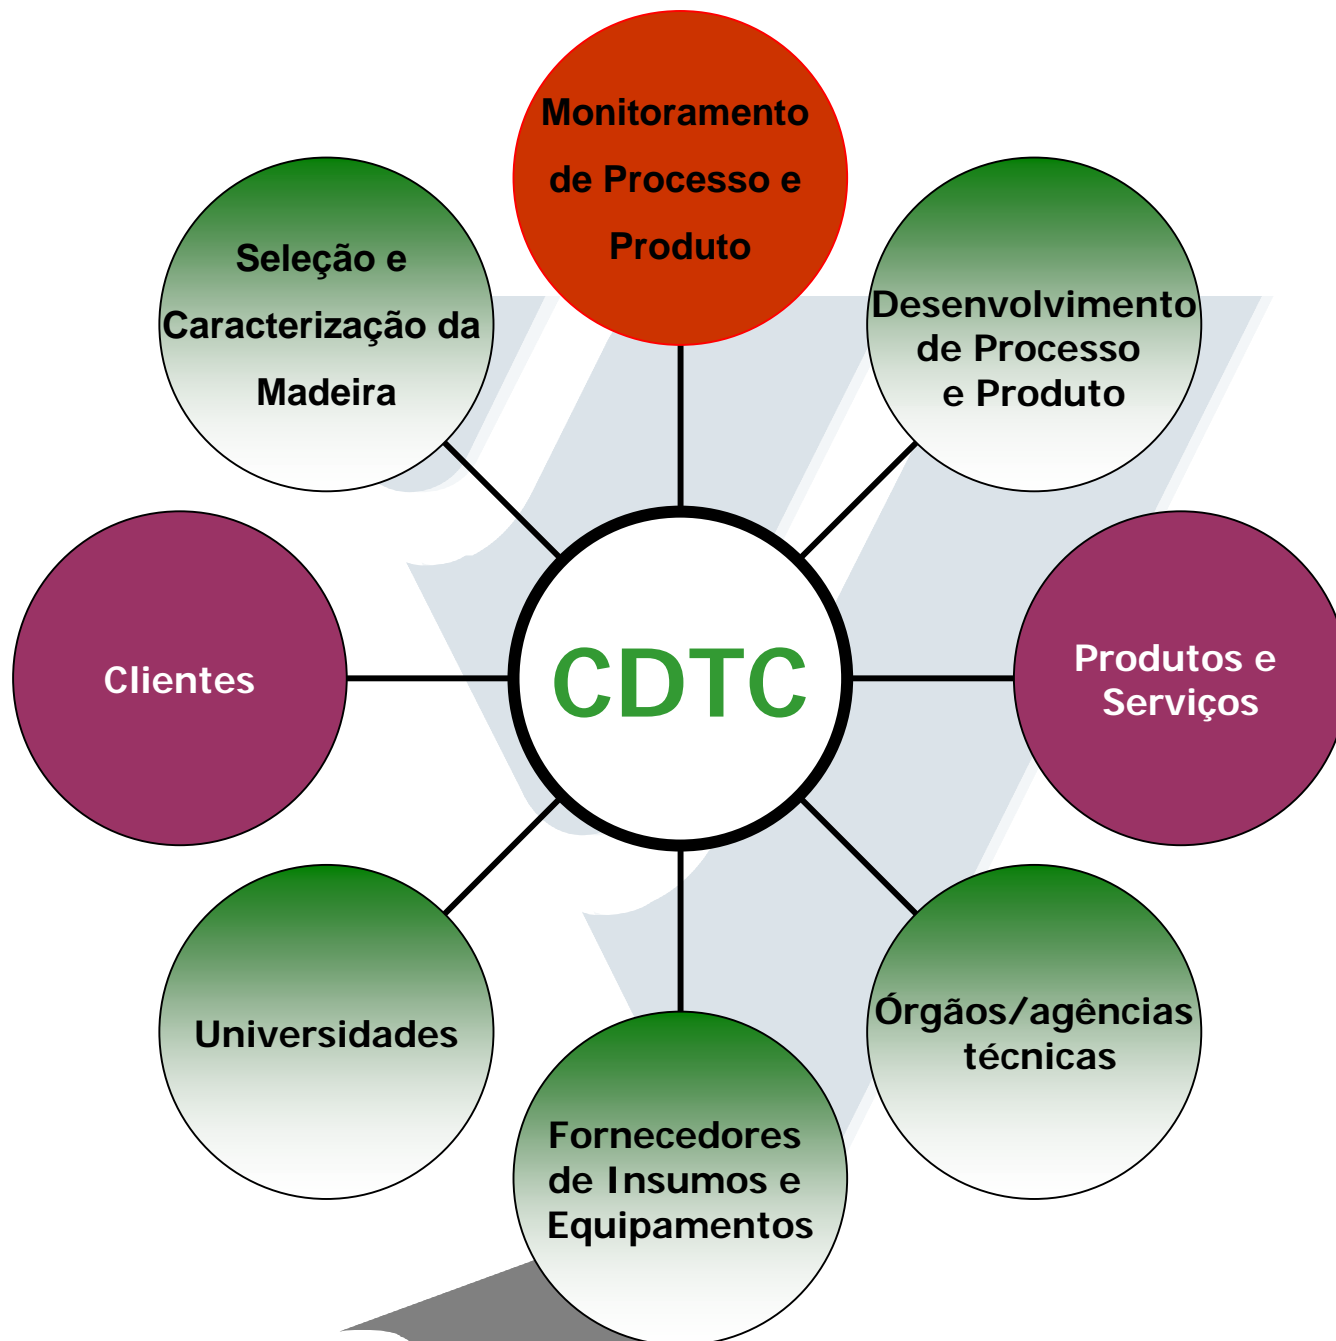 Monitoramento
de Processo e
Produto
Seleção e
Caracterização da
Madeira
Desenvolvimento
de Processo
e Produto
Clientes
CDTC
Produtos e
Serviços
Universidades
Órgãos/agências
técnicas
Fornecedores
de Insumos e
Equipamentos